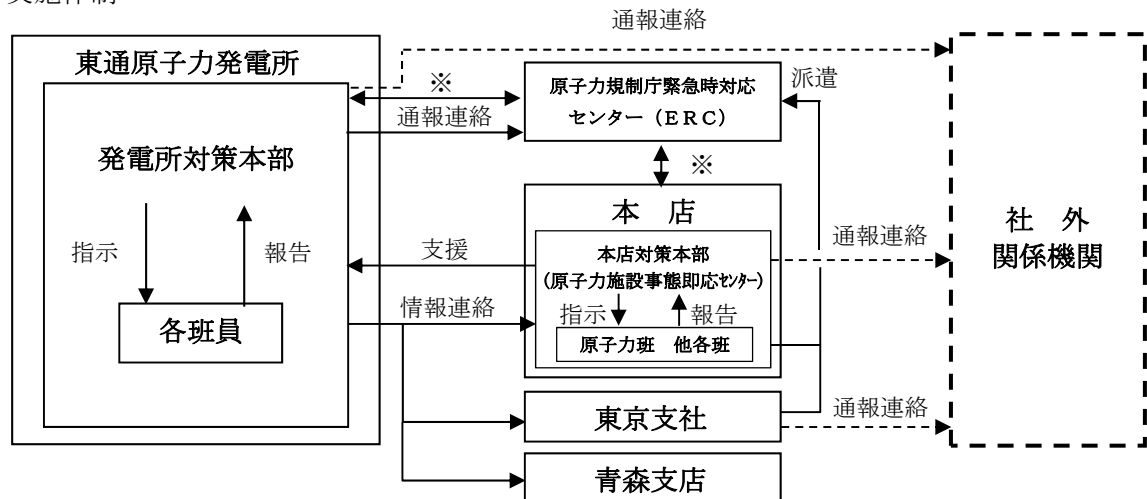 通報連絡
東通原子力発電所
発電所対策本部
指示
報告
各班員
※
通報連絡
支援
情報連絡
原子力規制庁緊急時対応
センター（ＥＲＣ）
派遣
※
本　店
本店対策本部
(原子力施設事態即応ｾﾝﾀｰ)
指示
報告
原子力班　他各班
東京支社
青森支店
通報連絡
通報連絡
社　外
関係機関